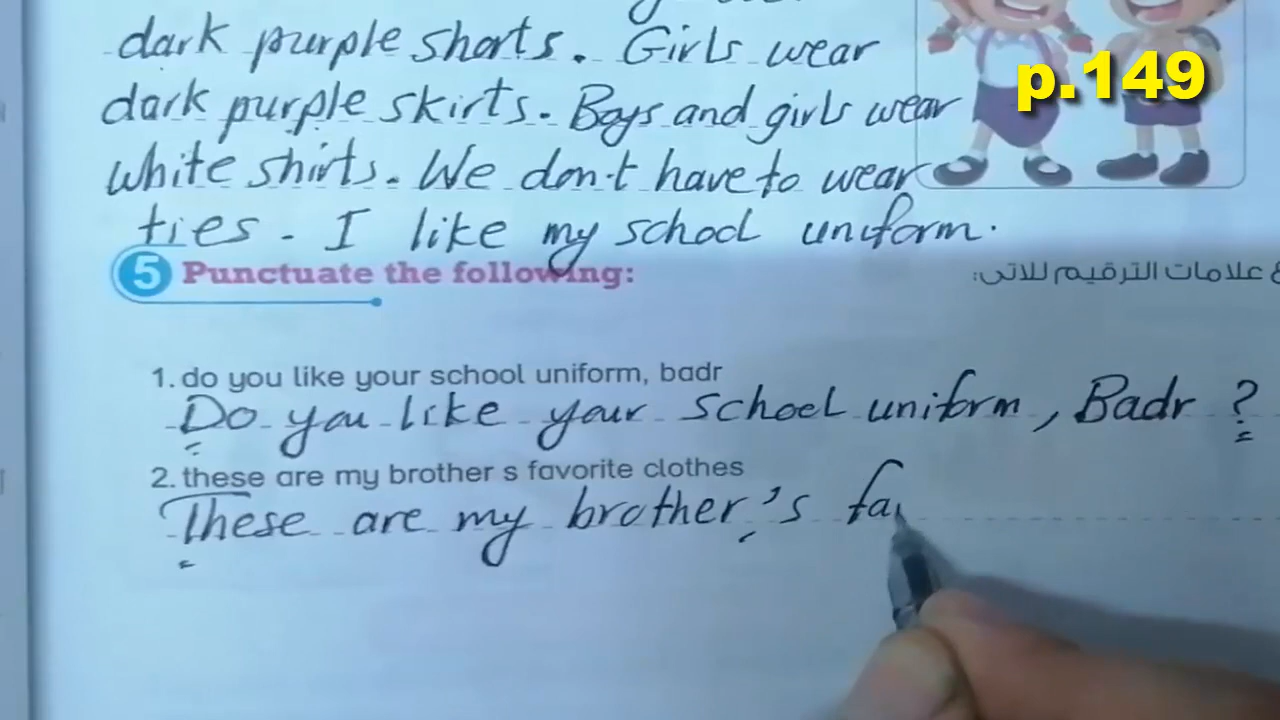 dark purple shorts. Girls wear
p.149
dark purple skirts. Boys and girls wear
white shirts. We don't have to wear
ties. I like my school uniform.
5 Punctuate the following:
علامات الترقيم للآتى:
1. do you like your school uniform, badr
Do you like your school uniform, Badr ?
2. these are my brother s favorite clothes
These are my brother's fa